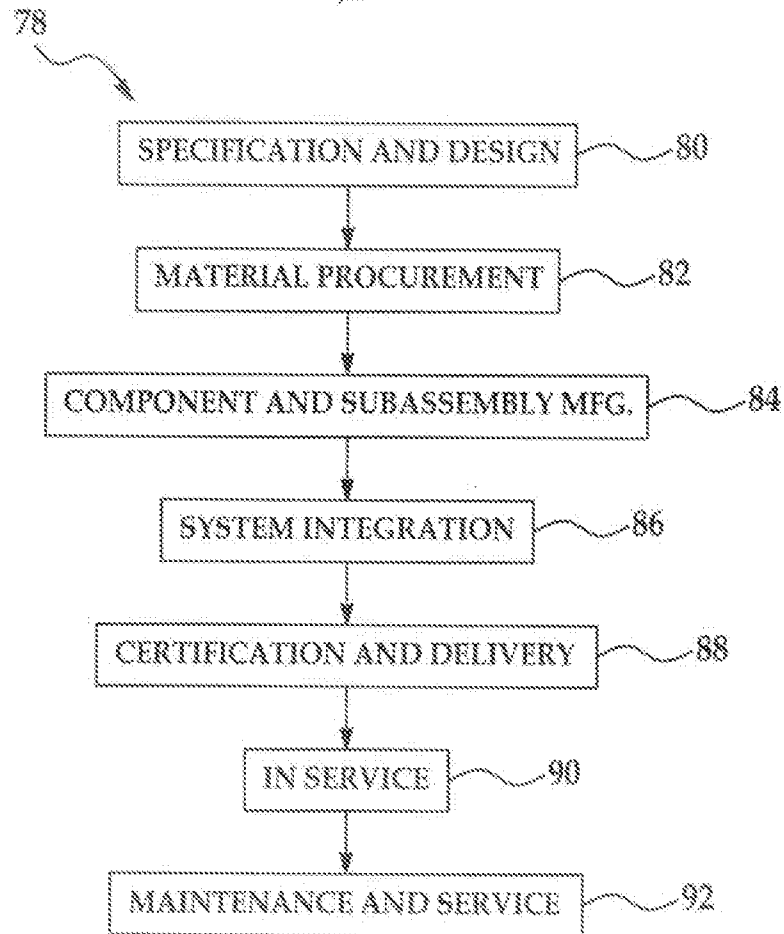 78
SPECIFICATION AND DESIGN 80
MATERIAL PROCUREMENT 82
COMPONENT AND SUBASSEMBLY MFG. 84
SYSTEM INTEGRATION 86
CERTIFICATION AND DELIVERY 88
IN SERVICE 90
MAINTENANCE AND SERVICE 92